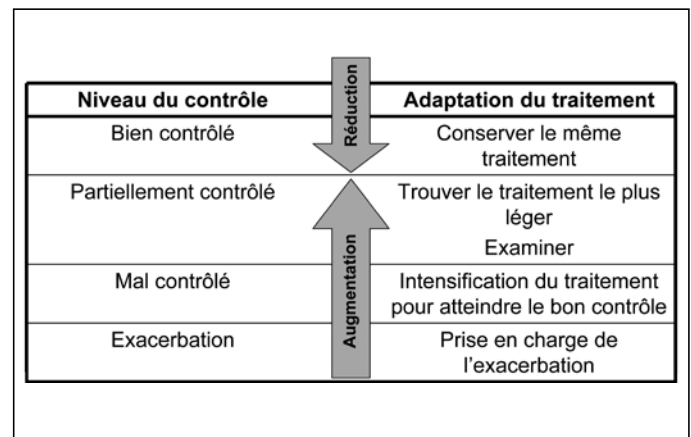 Niveau du contrôle
Réduction
Adaptation du traitement
Bien contrôlé
Conserver le même
traitement
Partiellement contrôlé
Augmentation
Trouver le traitement le plus
léger
Examiner
Mal contrôlé
Intensification du traitement
pour atteindre le bon contrôle
Exacerbation
Prise en charge de
l'exacerbation